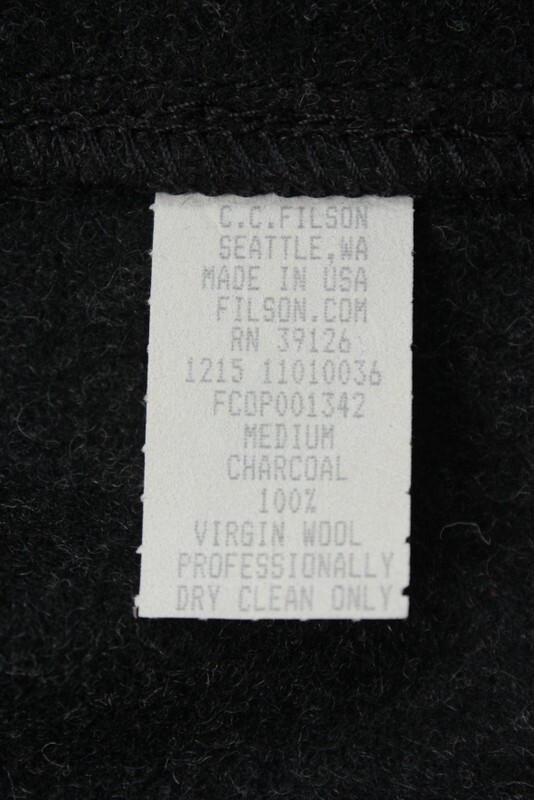 C.C.FILSON
SEATTLE,WA
MADE IN USA
FILSON.COM
RN 39126
1215 11010036
FCOP001342
MEDIUM
CHARCOAL
100%
VIRGIN WOOL
PROFESSIONALLY
DRY CLEAN ONLY